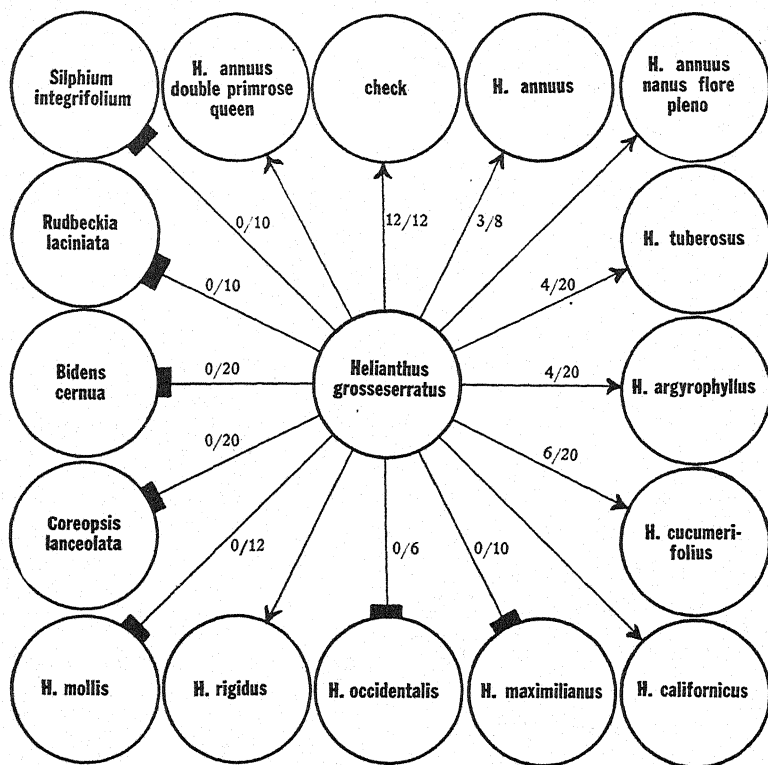 Silphium
integrifolium
H. annuus
double primrose
queen
check
H. annuus
H. annuus
nanus flore
pleno
Rudbeckia
laciniata
0/10
12/12
3/8
H. tuberosus
0/10
4/20
Bidens
cernua
0/20
Helianthus
grosseserratus
4/20
H. argyrophyllus
0/20
6/20
Coreopsis
lanceolata
0/12
0/6
0/10
H. cucumeri-
folius
H. mollis
H. rigidus
H. occidentalis
H. maximilianus
H. californicus